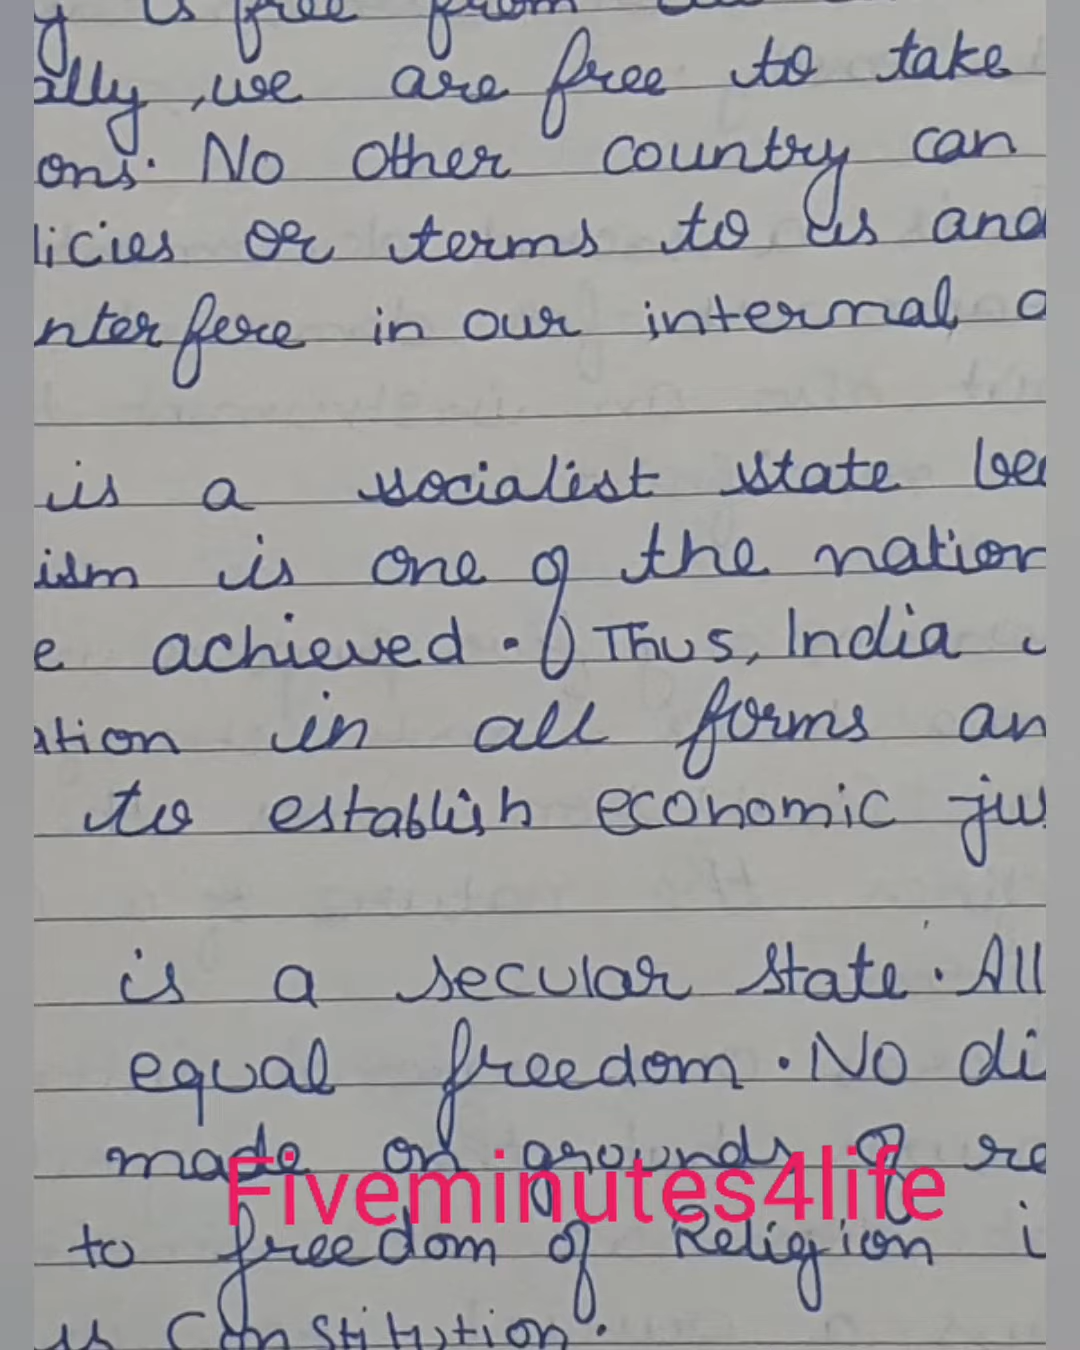 y is free from
ally, we are free to take
ons. No other country can
licies or terms to us and
nterfere in our internal a
is a socialist state be
ism is one of the nation
e achieved. Thus, India i
ation in all forms an
to establish economic jus
is a secular state. All
equal freedom. No di
made on grounds of re
Fiveminutes4life
to freedom of Religion i
is Constitution.